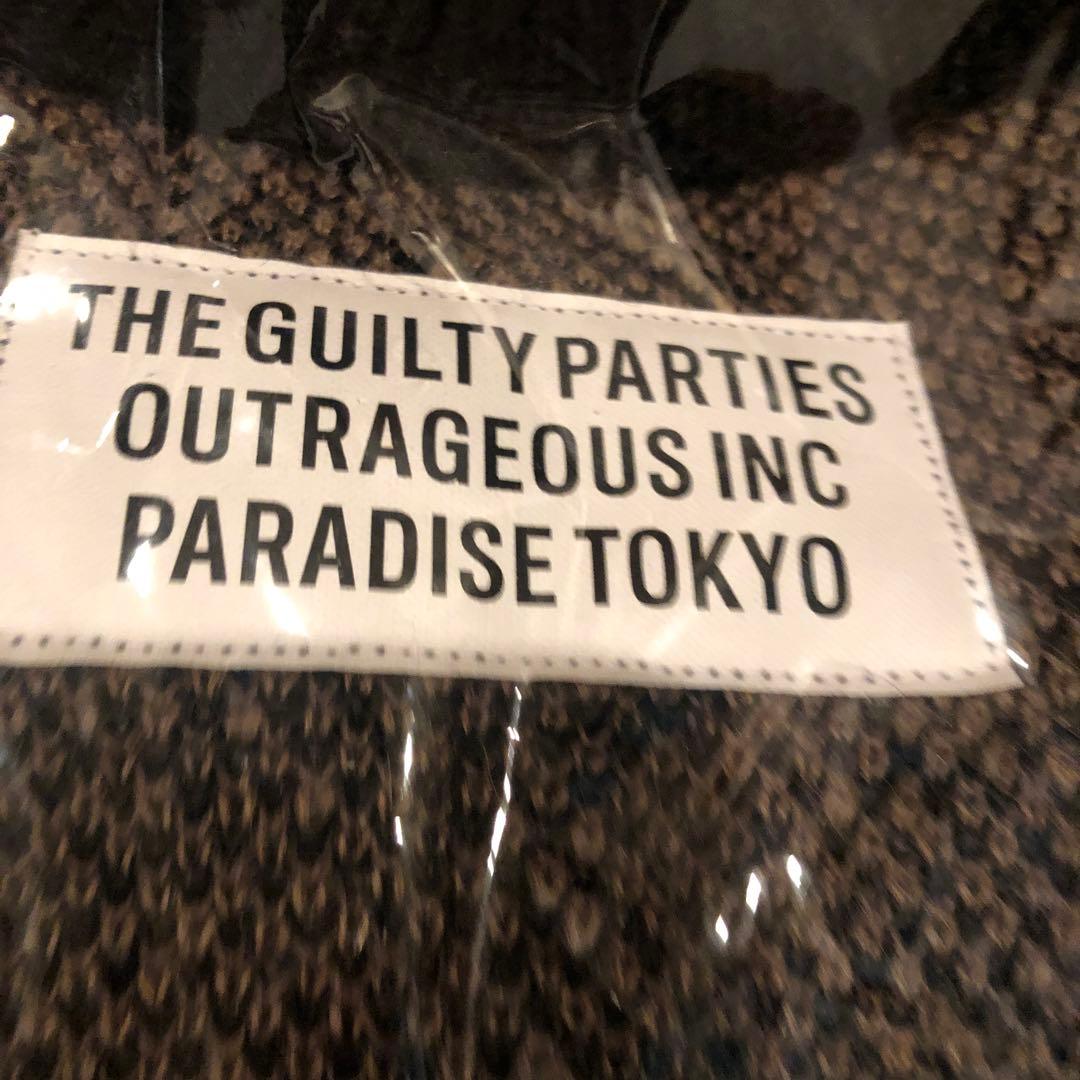 THE GUILTY PARTIES
OUTRAGEOUS INC
PARADISE TOKYO